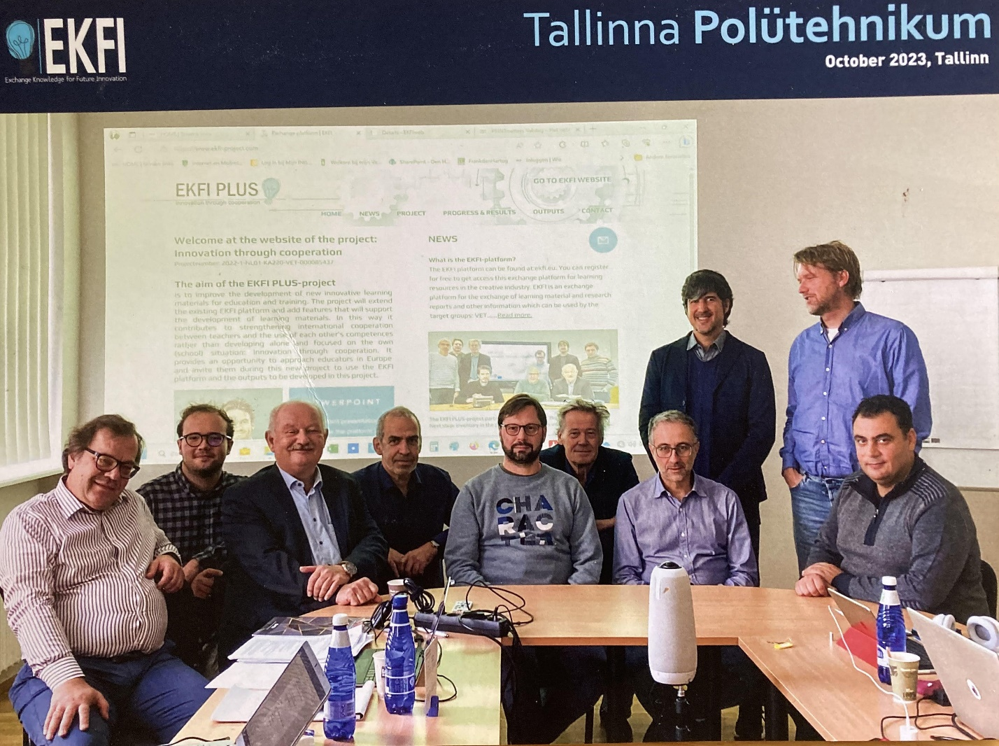 EKFI
Exchange Knowledge for Future Innovation
Tallinna Polütehnikum
October 2023, Tallinn
EKFI PLUS
Innovation through cooperation
GO TO EKFI WEBSITE
HOME NEWS PROJECT PROGRESS & RESULTS OUTPUTS CONTACT
Welcome at the website of the project:
Innovation through cooperation
Projectnumber: 2022-1-NL01-KA220-VET-000085437
The aim of the EKFI PLUS-project
is to improve the development of new innovative learning
materials for education and training. The project will extend
the existing EKFI platform and add features that will support
the development of learning materials. In this way it
contributes to strengthening international cooperation
between teachers and the use of each other's competences
rather than developing alone and focused on the own
(school) situation: Innovation through cooperation. It
provides an opportunity to approach educators in Europe
and invite them during this new project to use the EKFI
platform and the outputs to be developed in this project.
NEWS
What is the EKFI-platform?
The EKFI platform can be found at:ekfi.eu. You can register
for free to get access this exchange platform for learning
resources in the creative industry. EKFI is an exchange
platform for the exchange of learning material and research
reports and other information which can be used by the
target groups: VET......Read more.
The EKFI PLUS-project
CHA
RAC
TER